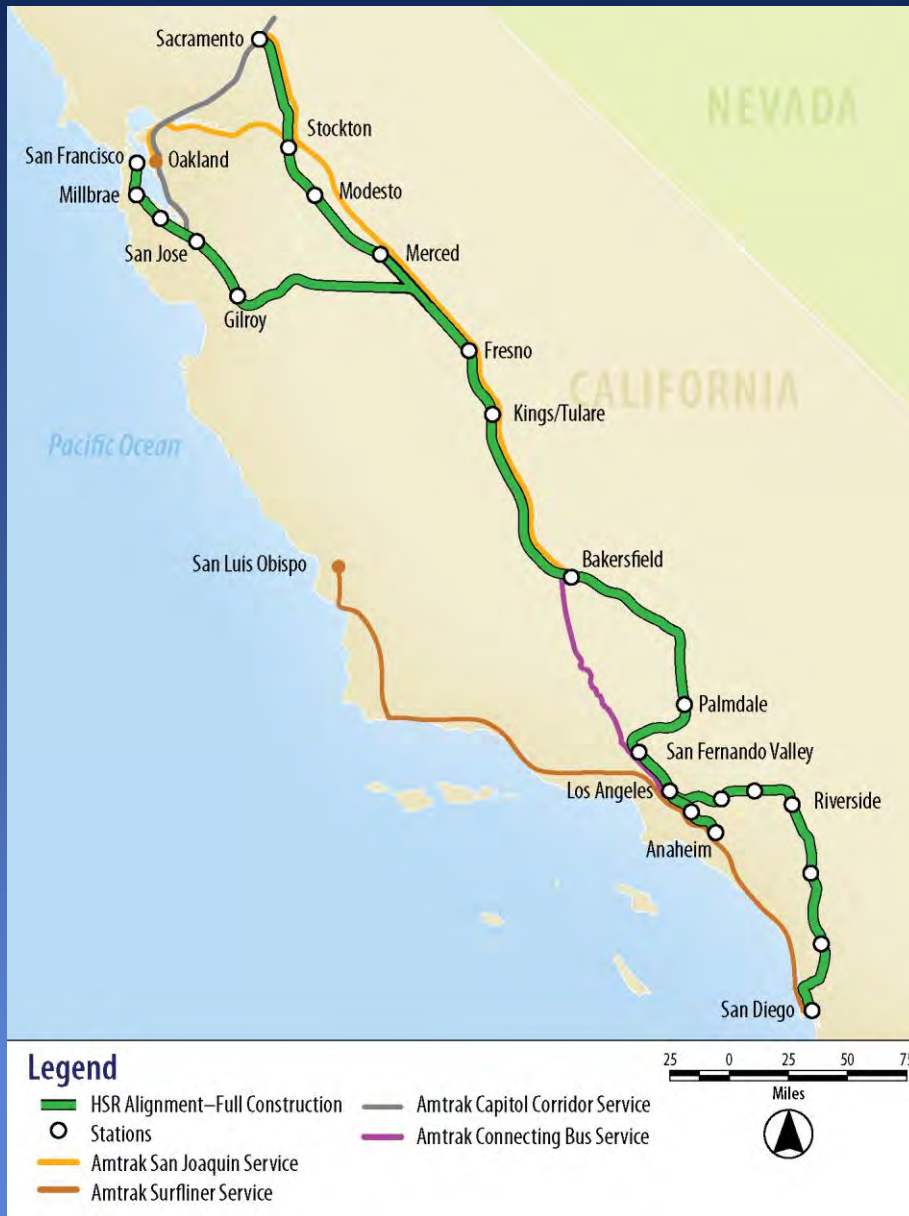 Sacramento
NEVADA
Stockton
San Francisco
Oakland
Millbrae
Modesto
San Jose
Merced
Gilroy
Fresno
CALIFORNIA
Kings/Tulare
Pacific Ocean
San Luis Obispo
Bakersfield
Palmdale
San Fernando Valley
Los Angeles
Riverside
Anaheim
San Diego
Legend
HSR Alignment–Full Construction
Stations
Amtrak San Joaquin Service
Amtrak Surfliner Service
Amtrak Capitol Corridor Service
Amtrak Connecting Bus Service
25 0 25 50 75
Miles